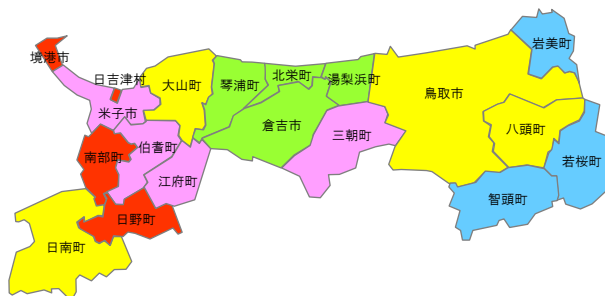 境港市
岩美町
日吉津村
大山町
琴浦町
北栄町
湯梨浜町
鳥取市
米子市
倉吉市
三朝町
八頭町
南部町
伯耆町
若桜町
江府町
智頭町
日野町
日南町